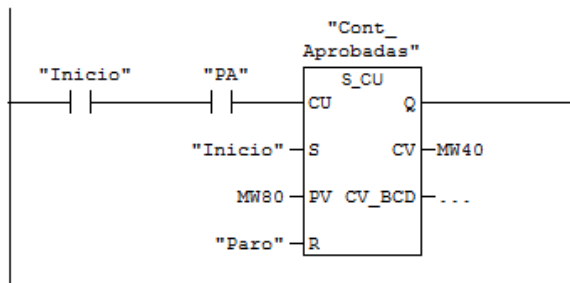 "Cont_
Aprobadas"
"Inicio" "PA" S_CU
CU Q
"Inicio" S CV MW40
MW80 PV CV_BCD ...
"Paro" R